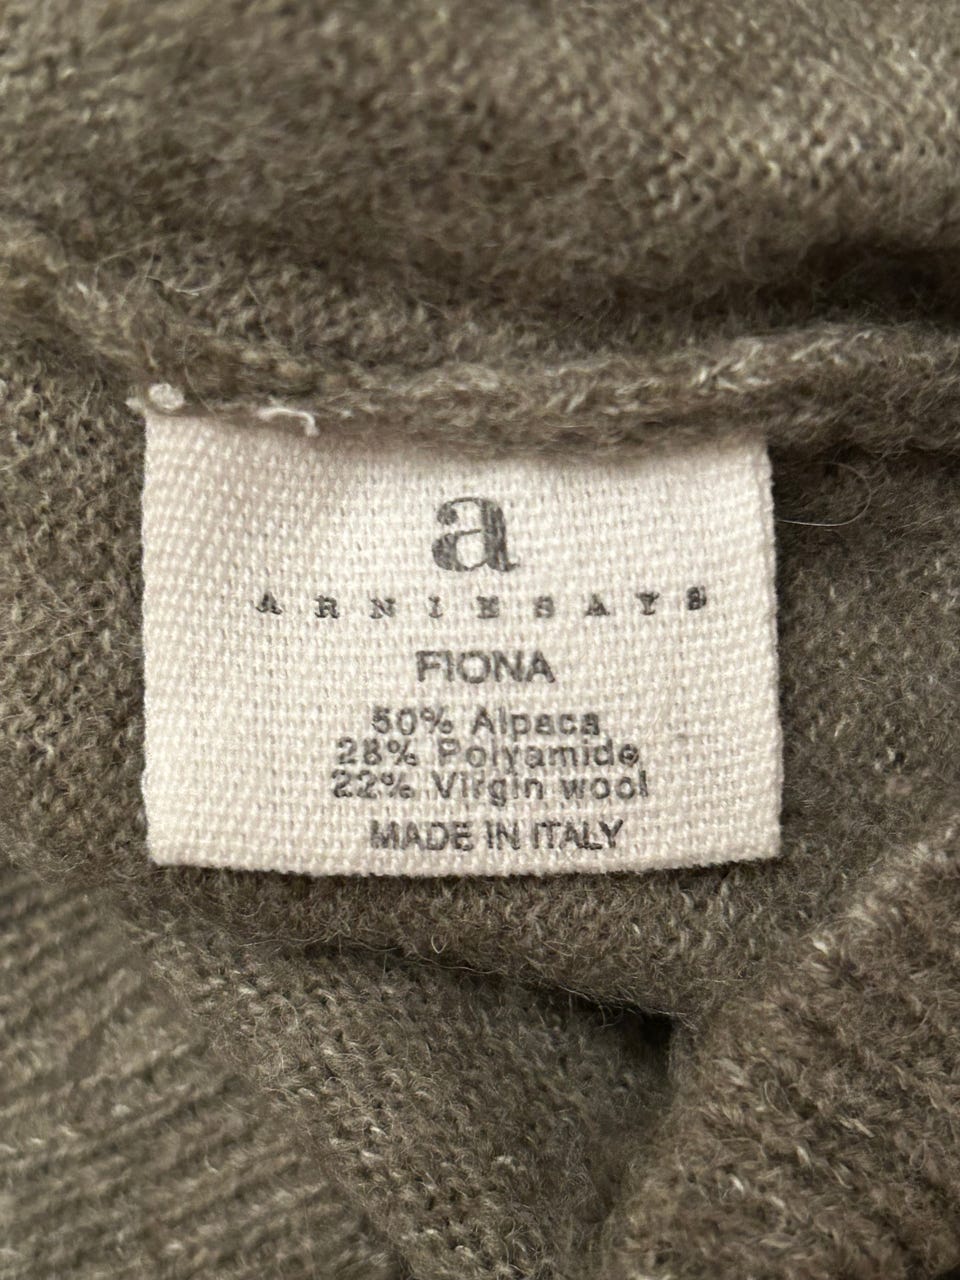 a
ARNIESAYS
FIONA
50% Alpaca
28% Polyamide
22% Virgin wool
MADE IN ITALY